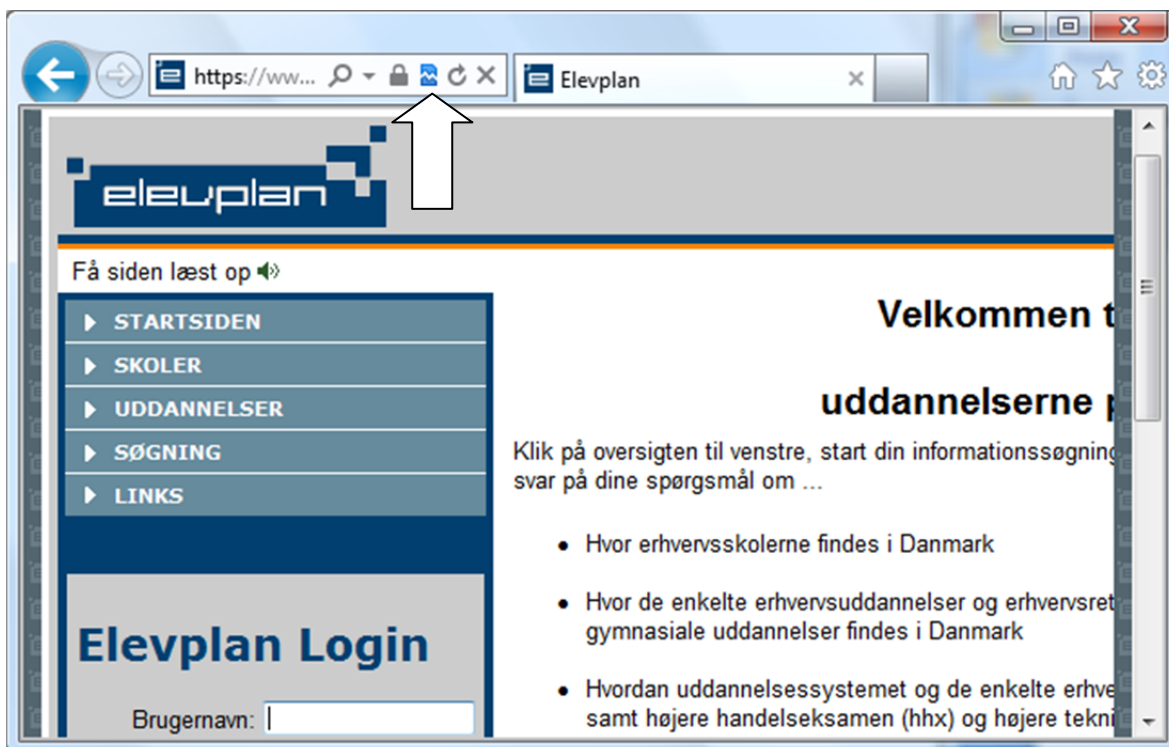 https://ww...
Elevplan
elevplan
Få siden læst op
STARTSIDEN
SKOLER
UDDANNELSER
SØGNING
LINKS
Elevplan Login
Brugernavn:
Velkommen t
uddannelserne p
Klik på oversigten til venstre, start din informationssøgning
svar på dine spørgsmål om ...
• Hvor erhvervsskolerne findes i Danmark
• Hvor de enkelte erhvervsuddannelser og erhvervsret
gymnasiale uddannelser findes i Danmark
• Hvordan uddannelsessystemet og de enkelte erhve
samt højere handelseksamen (hhx) og højere tekni